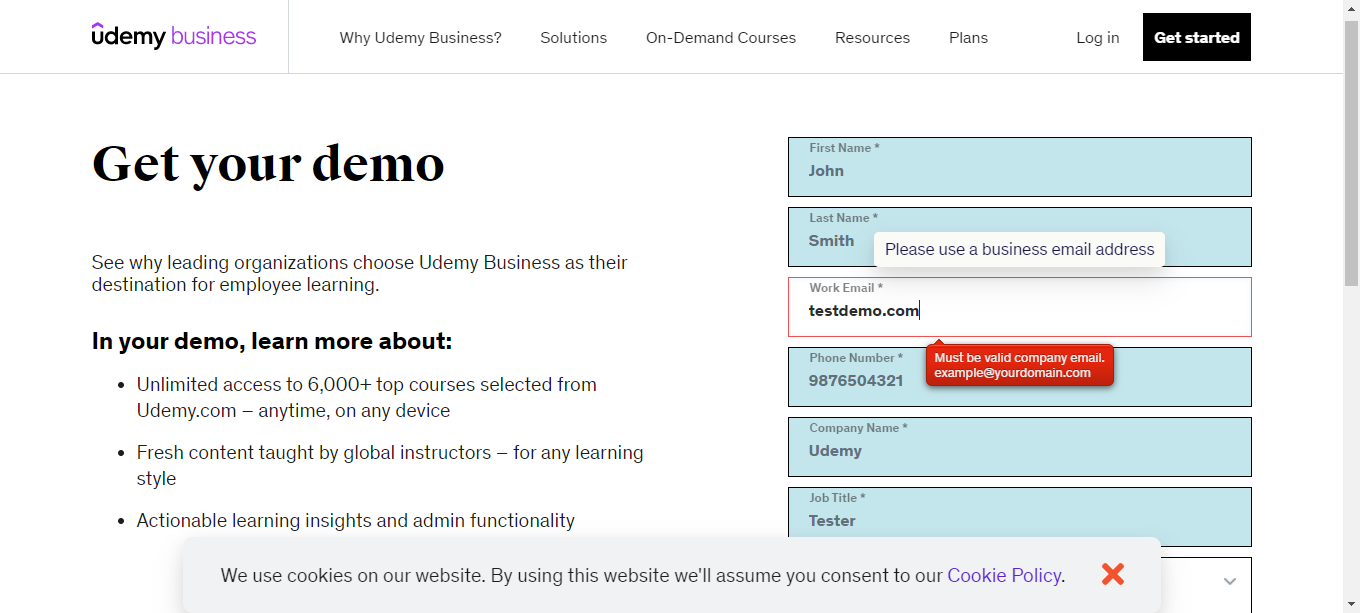 ûdemy business
Why Udemy Business?
Solutions
On-Demand Courses
Resources
Plans
Log in
Get started
Get your demo
See why leading organizations choose Udemy Business as their
destination for employee learning.
In your demo, learn more about:
• Unlimited access to 6,000+ top courses selected from
Udemy.com – anytime, on any device
• Fresh content taught by global instructors – for any learning
style
• Actionable learning insights and admin functionality
First Name *
John
Last Name *
Smith
Please use a business email address
Work Email *
testdemo.com
Must be valid company email.
example@yourdomain.com
Phone Number *
9876504321
Company Name *
Udemy
Job Title *
Tester
We use cookies on our website. By using this website we'll assume you consent to our Cookie Policy.